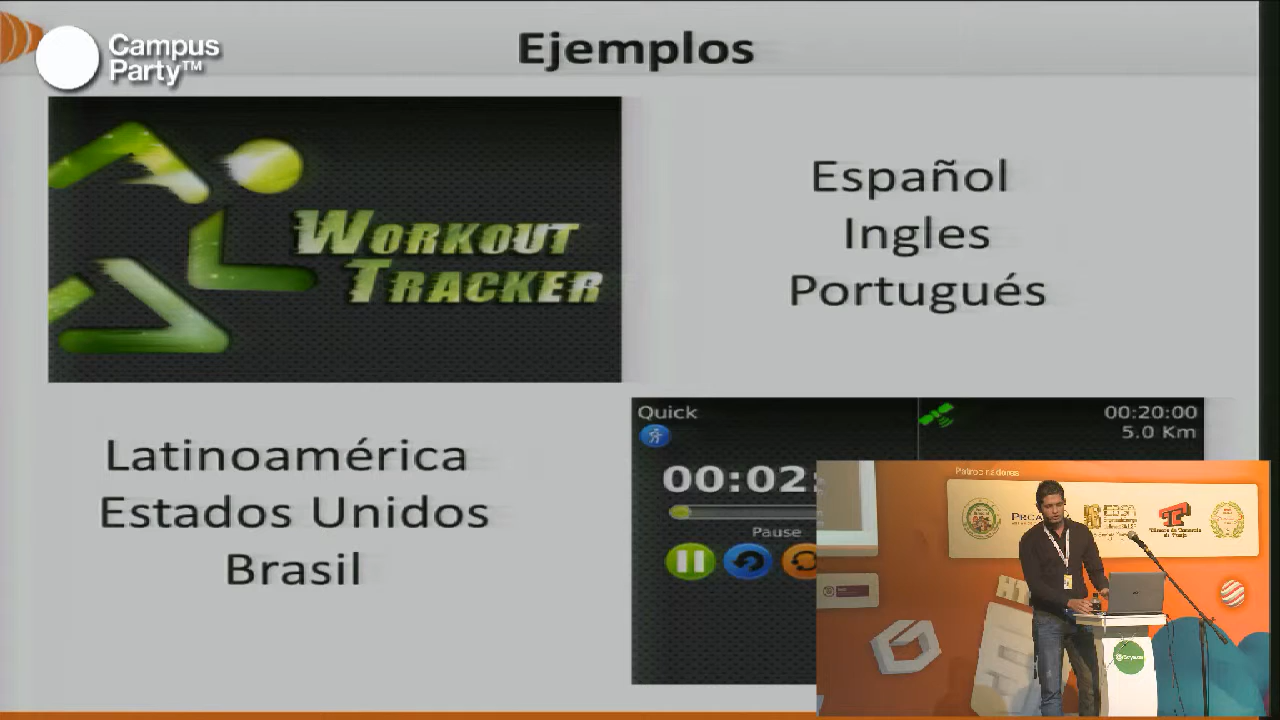 Campus
Party™
Ejemplos
WORKOUT
TRACKER
Español
Ingles
Portugués
Latinoamérica
Estados Unidos
Brasil
Quick
00:20:00
5.0 Km
00:02:
Pause
Patrocinadores